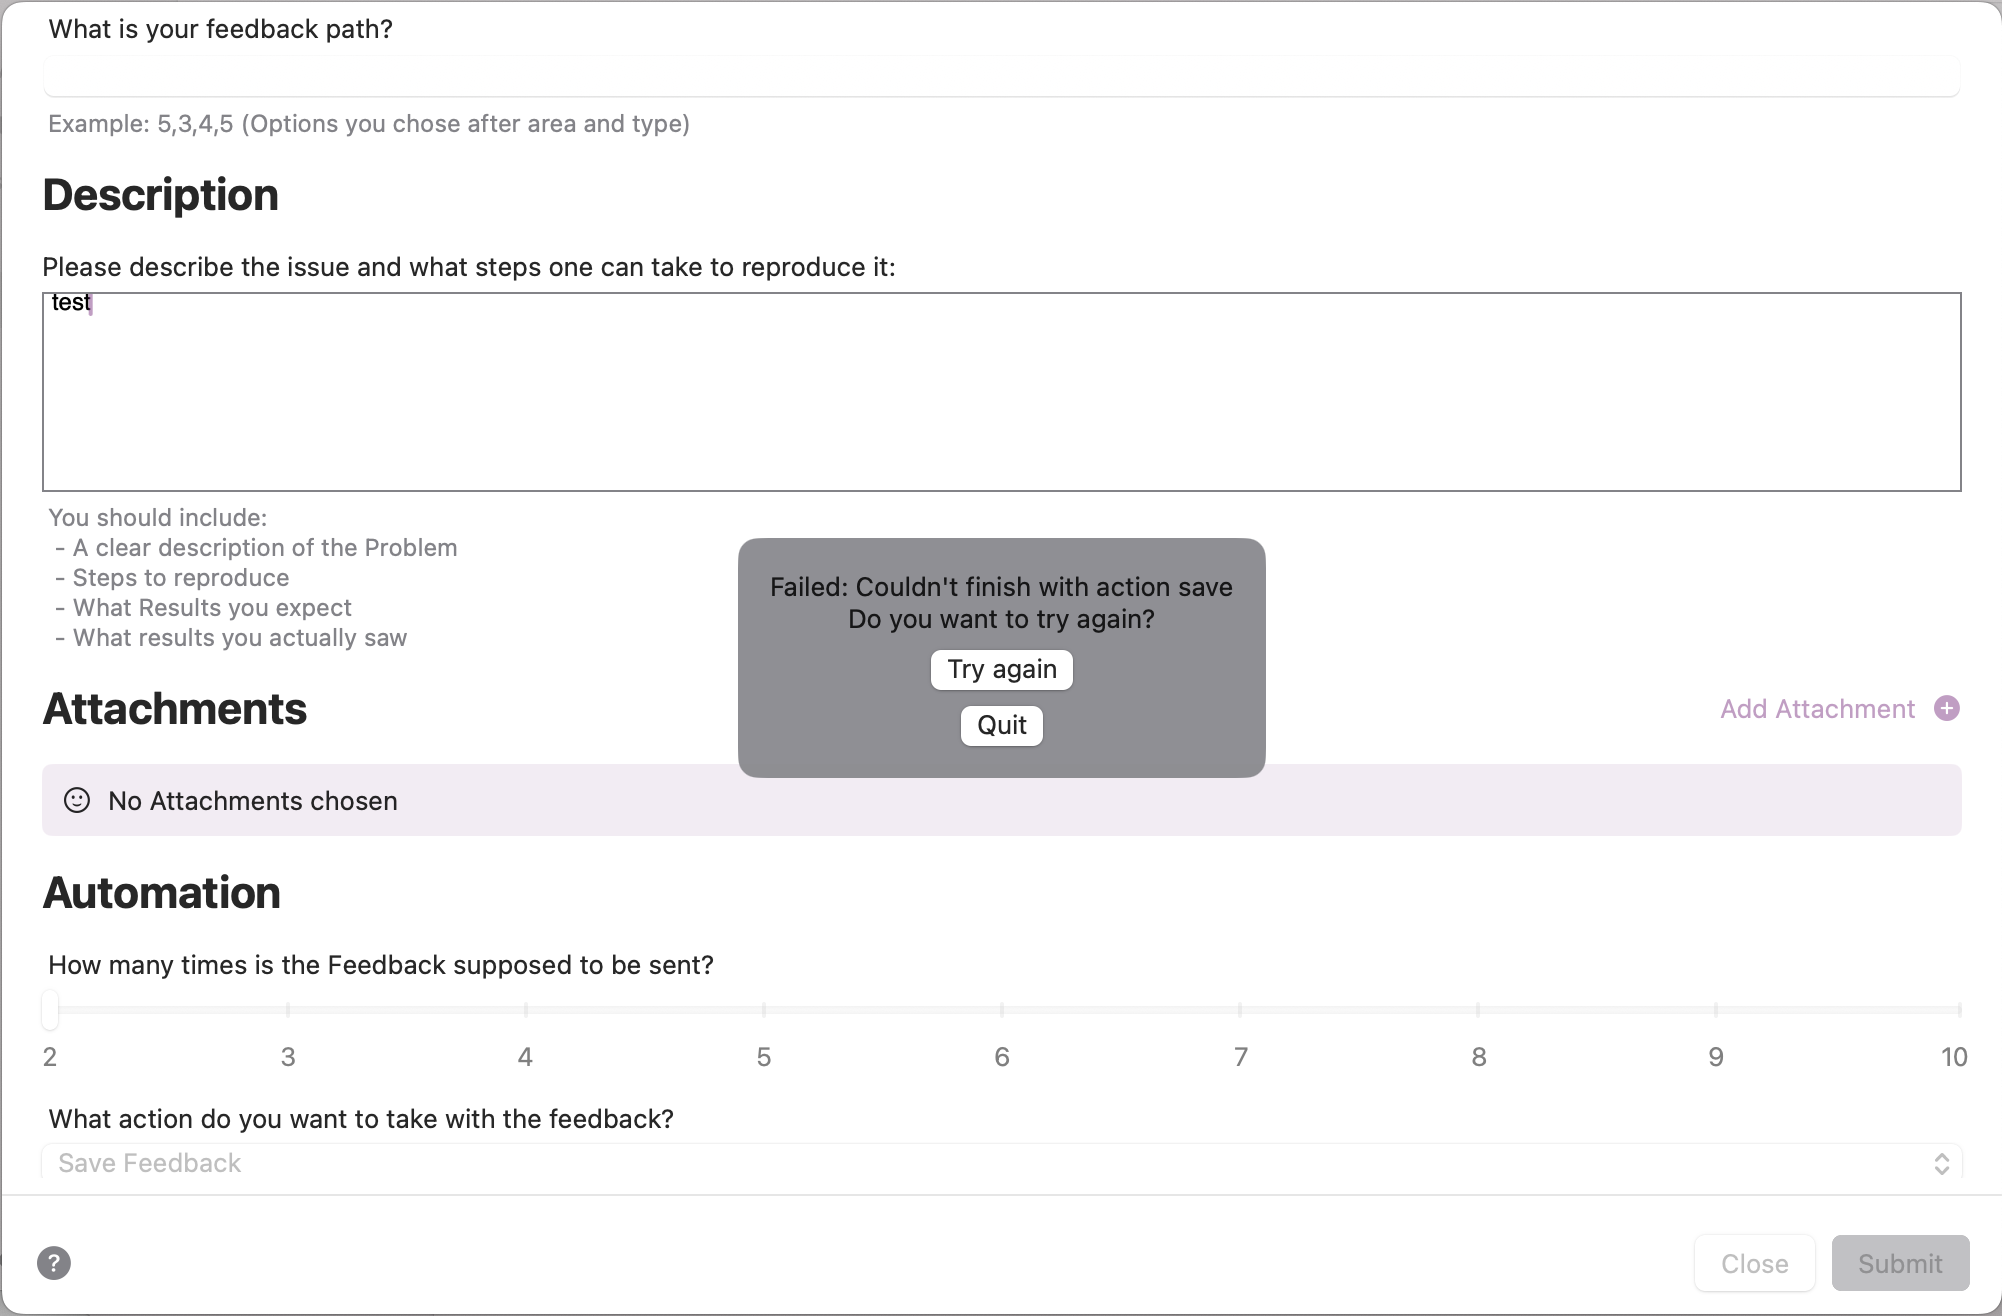 What is your feedback path?
Example: 5,3,4,5 (Options you chose after area and type)
Description
Please describe the issue and what steps one can take to reproduce it:
test
You should include:
- A clear description of the Problem
- Steps to reproduce
- What Results you expect
- What results you actually saw
Failed: Couldn't finish with action save
Do you want to try again?
Try again
Quit
Attachments
Add Attachment
No Attachments chosen
Automation
How many times is the Feedback supposed to be sent?
2 3 4 5 6 7 8 9 10
What action do you want to take with the feedback?
Save Feedback
?
Close Submit